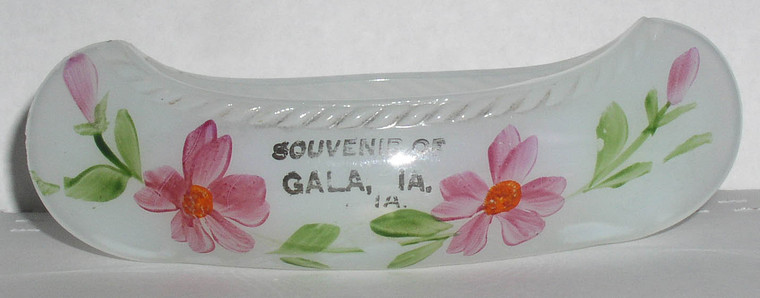 SOUVENIR OF
GALA, IA.
IA.